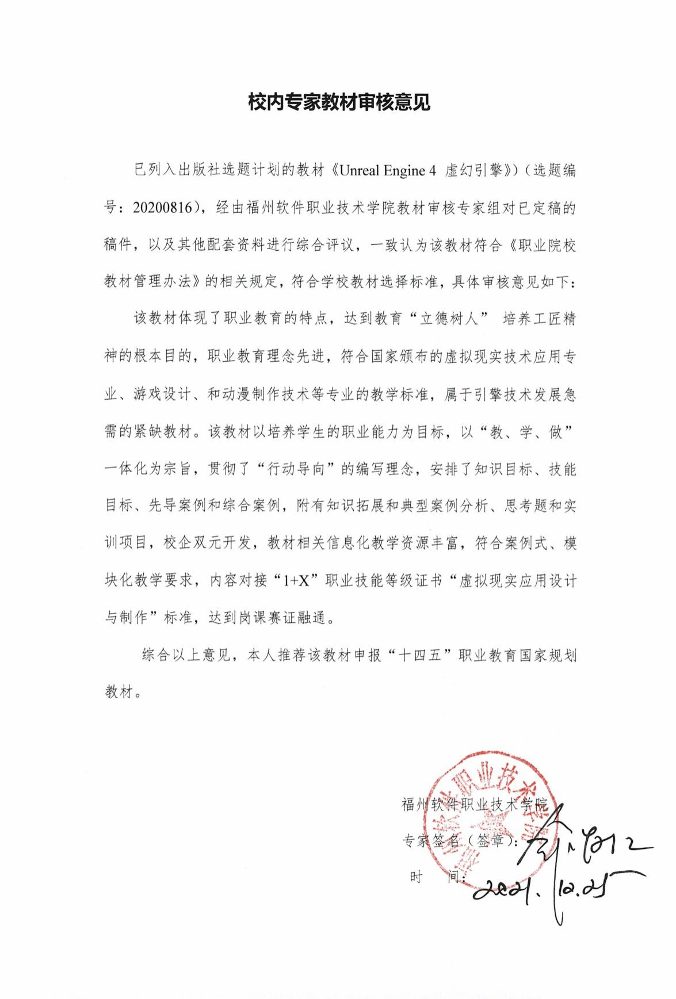 校内专家教材审核意见
已列入出版社选题计划的教材《Unreal Engine 4 虚幻引擎》）（选题编
号：20200816），经由福州软件职业技术学院教材审核专家组对已定稿的
稿件，以及其他配套资料进行综合评议，一致认为该教材符合《职业院校
教材管理办法》的相关规定，符合学校教材选择标准，具体审核意见如下：
该教材体现了职业教育的特点，达到教育“立德树人” 培养工匠精
神的根本目的，职业教育理念先进，符合国家颁布的虚拟现实技术应用专
业、游戏设计、和动漫制作技术等专业的教学标准，属于引擎技术发展急
需的紧缺教材。该教材以培养学生的职业能力为目标，以“教、学、做”
一体化为宗旨，贯彻了“行动导向”的编写理念，安排了知识目标、技能
目标、先导案例和综合案例，附有知识拓展和典型案例分析、思考题和实
训项目，校企双元开发，教材相关信息化教学资源丰富，符合案例式、模
块化教学要求，内容对接“1+X”职业技能等级证书“虚拟现实应用设计
与制作”标准，达到岗课赛证融通。
综合以上意见，本人推荐该教材申报“十四五”职业教育国家规划
教材。
福州软件职业技术学院
福州软件职业技术学院
专家签名（签章）：
时 间：2021.12.25